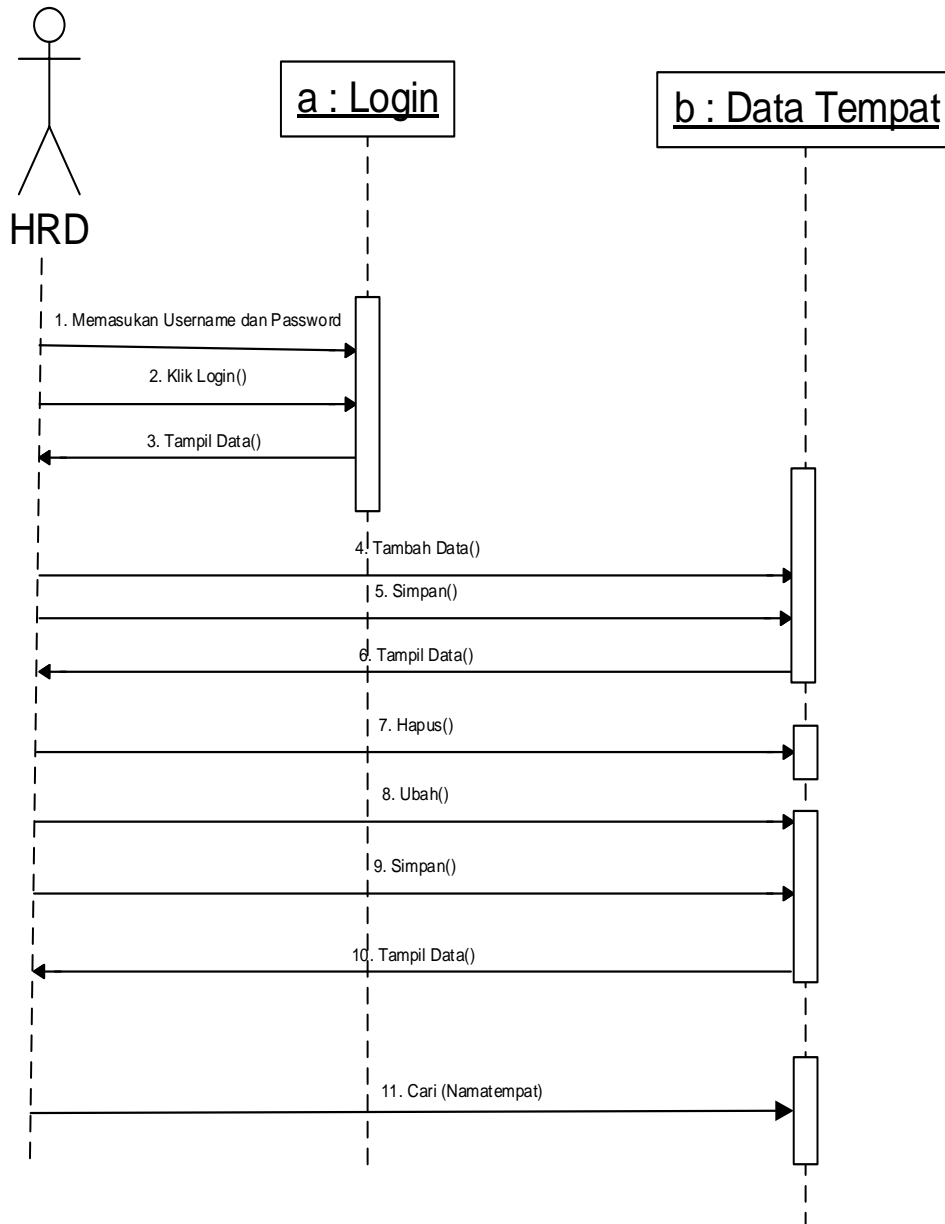 a : Login
b : Data Tempat
HRD
1. Memasukan Username dan Password
2. Klik Login()
3. Tampil Data()
4. Tambah Data()
5. Simpan()
6. Tampil Data()
7. Hapus()
8. Ubah()
9. Simpan()
10. Tampil Data()
11. Cari (Namatempat)